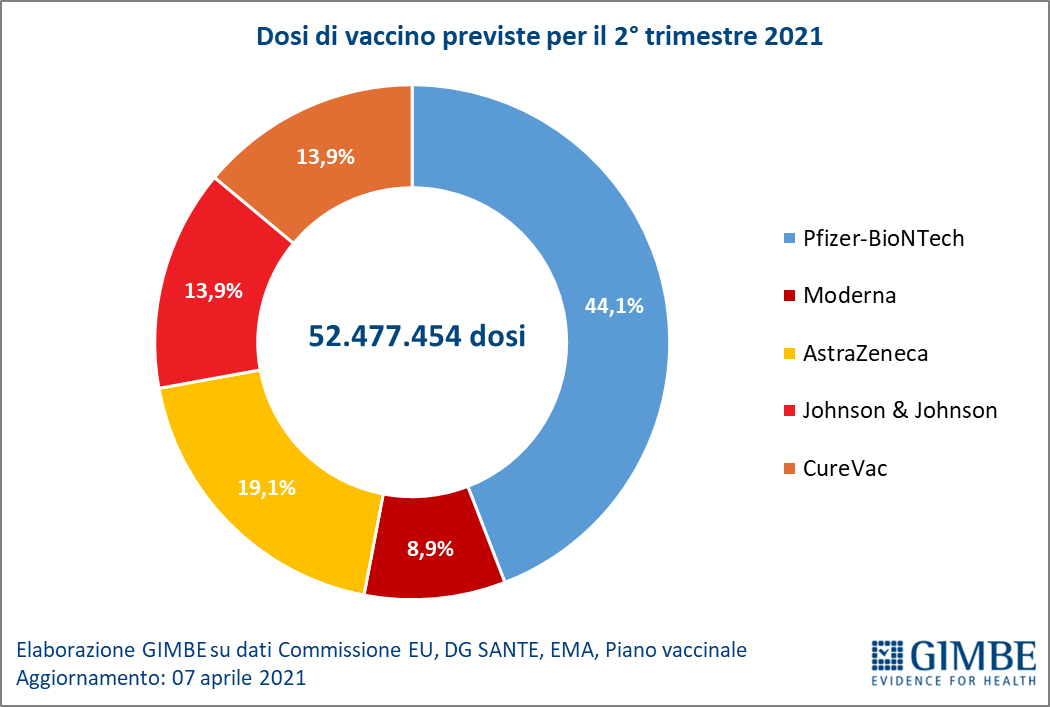 Dosi di vaccino previste per il 2° trimestre 2021
13,9%
13,9%
44,1%
52.477.454 dosi
19,1%
8,9%
Pfizer-BioNTech
Moderna
AstraZeneca
Johnson & Johnson
CureVac
Elaborazione GIMBE su dati Commissione EU, DG SANTE, EMA, Piano vaccinale
Aggiornamento: 07 aprile 2021
GIMBE
EVIDENCE FOR HEALTH